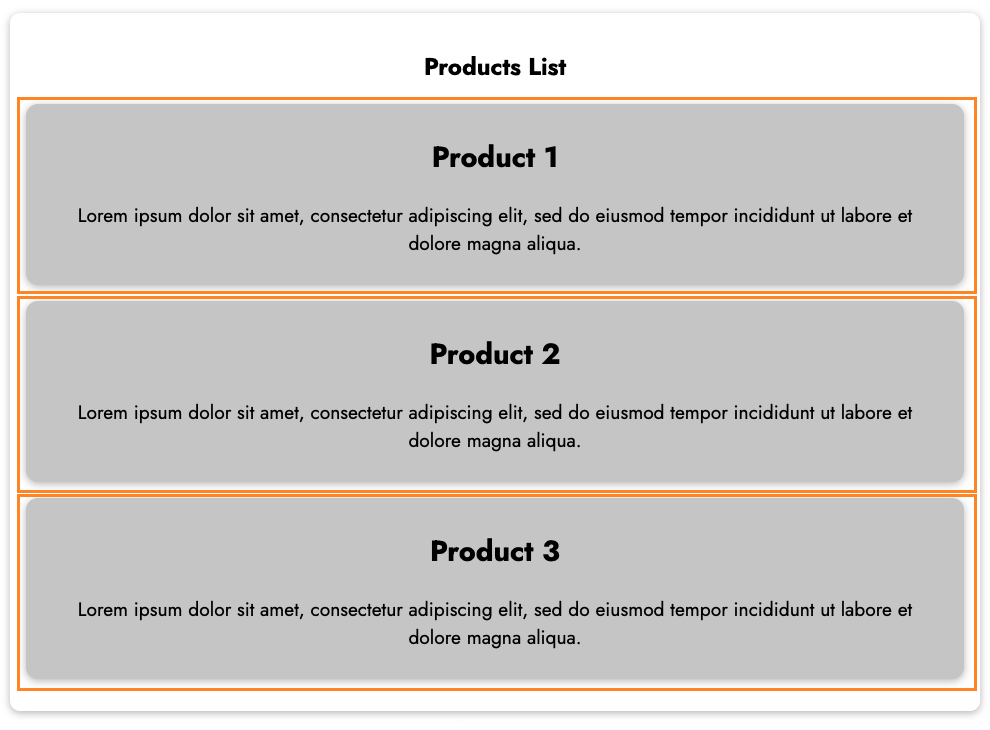 Products List
Product 1
Lorem ipsum dolor sit amet, consectetur adipiscing elit, sed do eiusmod tempor incididunt ut labore et
dolore magna aliqua.
Product 2
Lorem ipsum dolor sit amet, consectetur adipiscing elit, sed do eiusmod tempor incididunt ut labore et
dolore magna aliqua.
Product 3
Lorem ipsum dolor sit amet, consectetur adipiscing elit, sed do eiusmod tempor incididunt ut labore et
dolore magna aliqua.